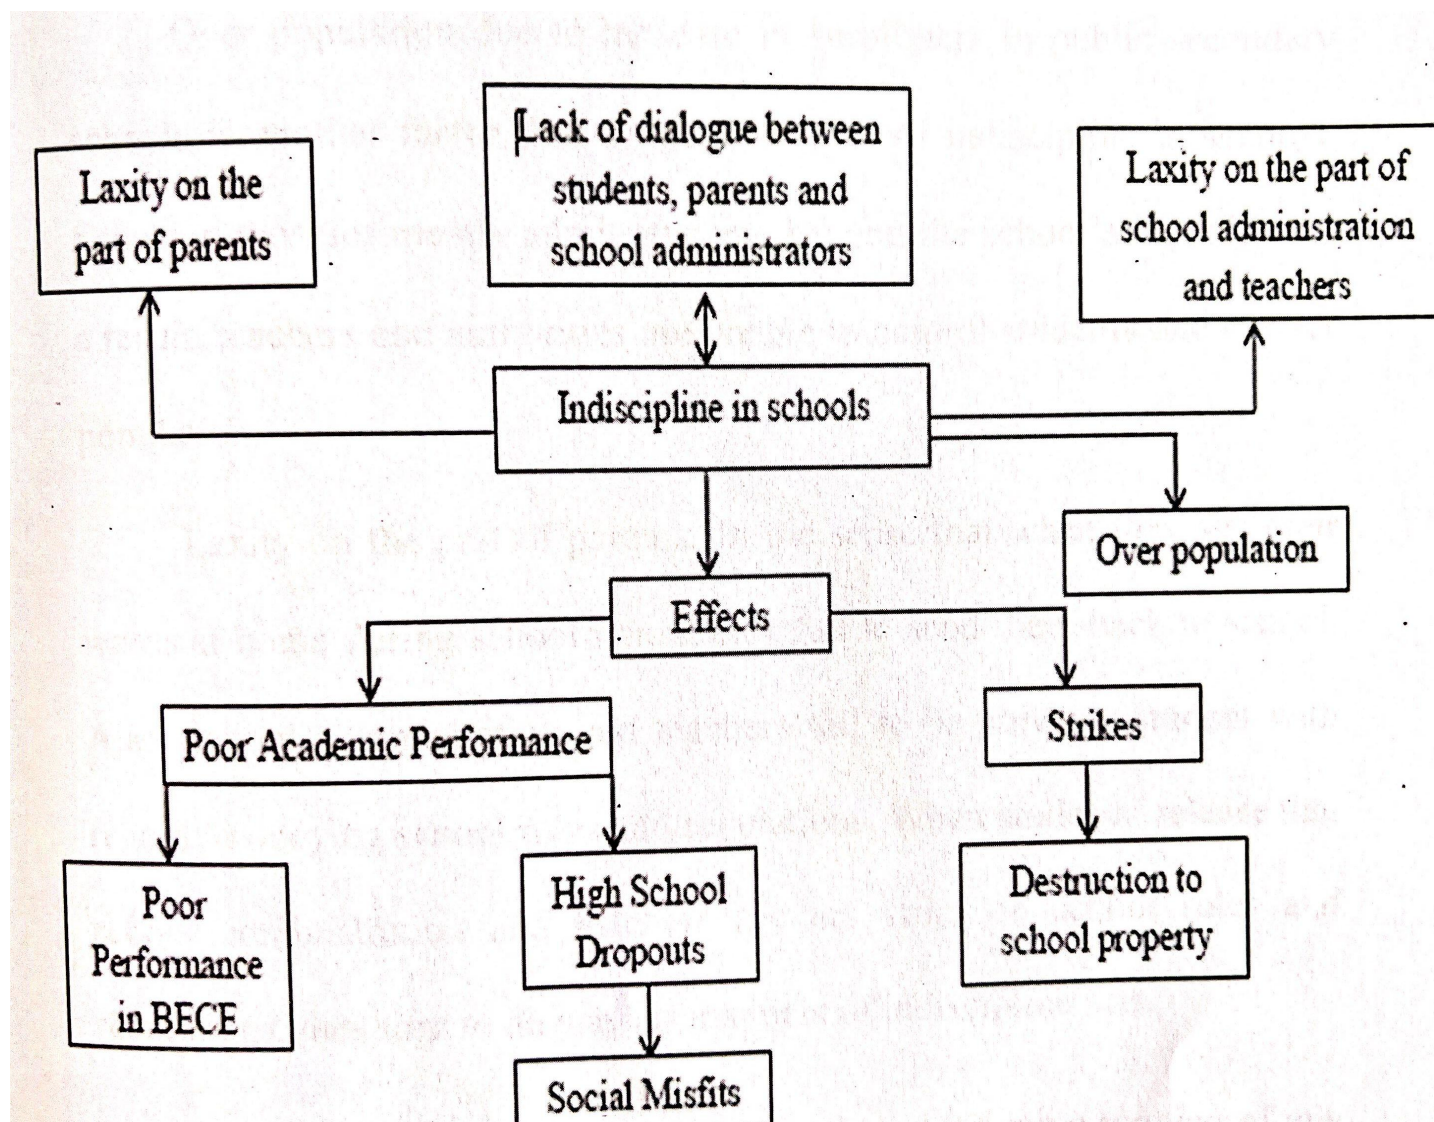 Lack of dialogue between
students, parents and
school administrators
Laxity on the
part of parents
Laxity on the part of
school administration
and teachers
Indiscipline in schools
Over population
Effects
Poor Academic Performance
Strikes
Poor
Performance
in BECE
High School
Dropouts
Destruction to
school property
Social Misfits